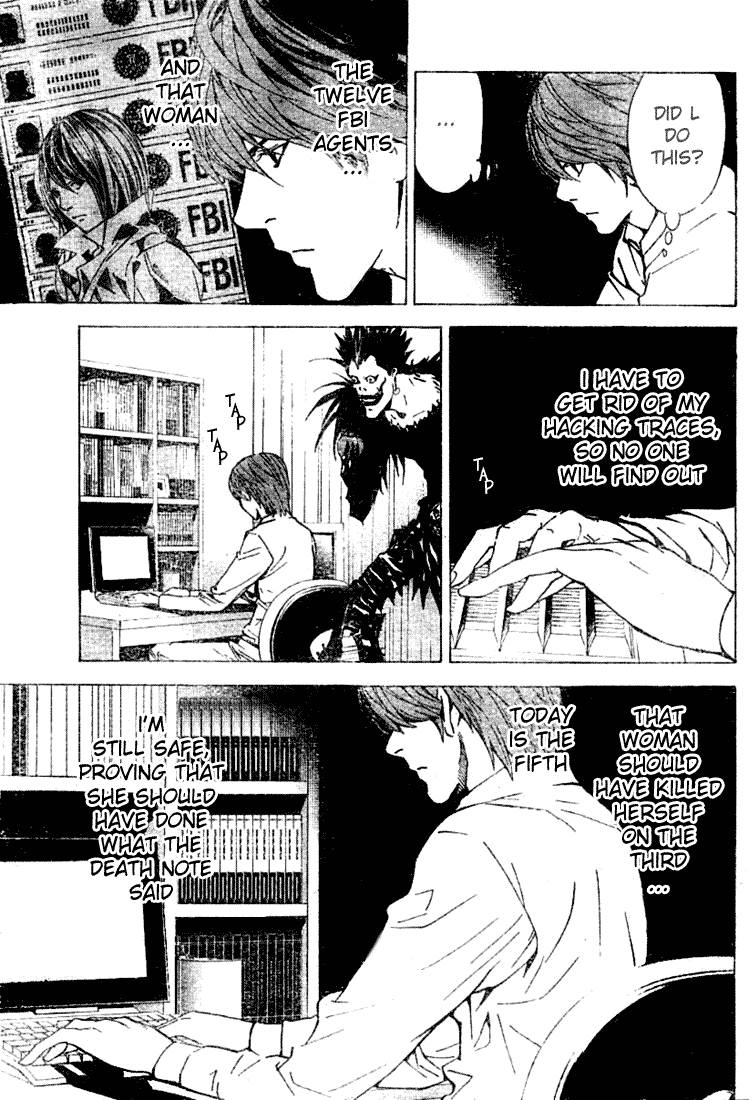 DID L
DO
THIS?
...
THE
TWELVE
FBI
AGENTS
...
AND
THAT
WOMAN
...
FBI
FBI
FBI
FBI
FBI
I HAVE TO
GET RID OF MY
HACKING TRACES,
SO NO ONE
WILL FIND OUT
TAP
TAP
TAP
THAT
WOMAN
SHOULD
HAVE KILLED
HERSELF
ON THE
THIRD
...
TODAY
IS THE
FIFTH
I'M
STILL SAFE,
PROVING THAT
SHE SHOULD
HAVE DONE
WHAT THE
DEATH NOTE
SAID